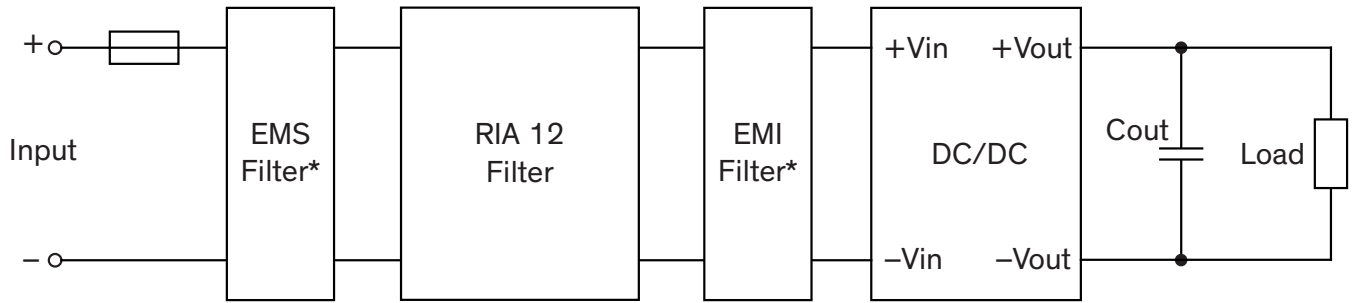 +
Input
–
EMS
Filter*
RIA 12
Filter
EMI
Filter*
+Vin
+Vout
DC/DC
–Vin
–Vout
Cout
Load